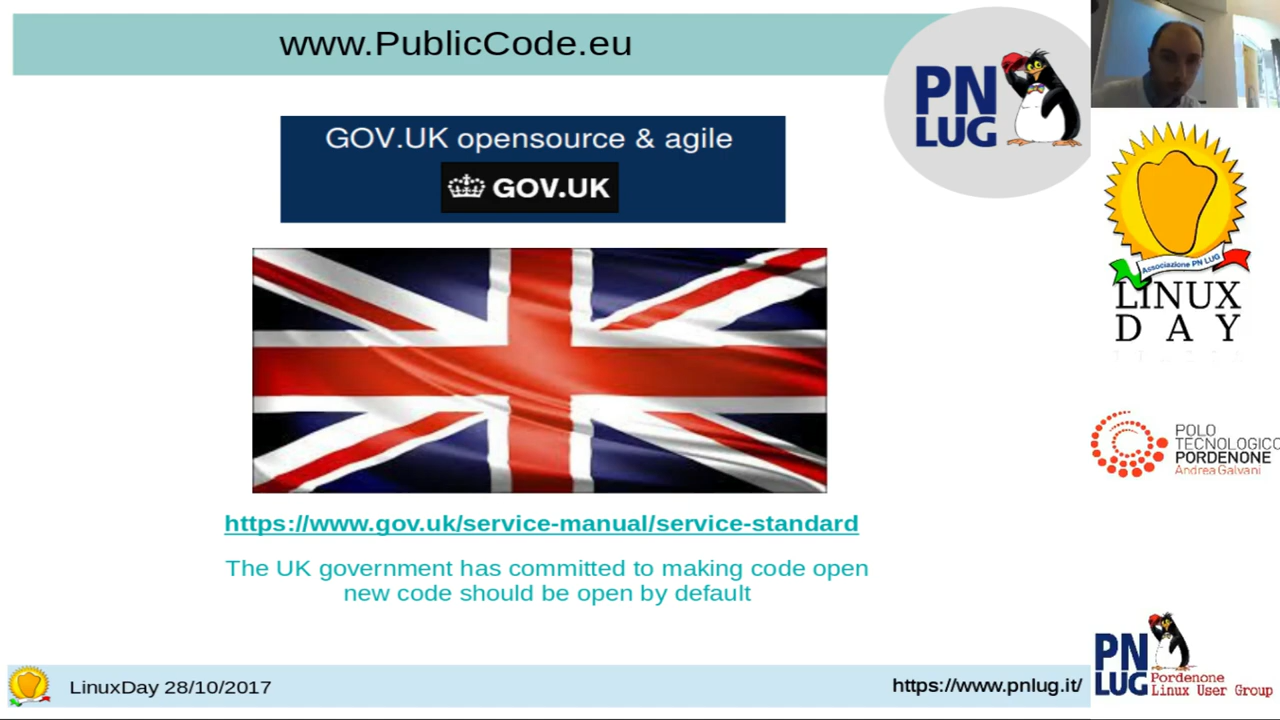 www.PublicCode.eu
PN
LUG
GOV.UK opensource & agile
GOV.UK
Associazione PN LUG
LINUX
DAY
POLO
TECNOLOGICO
PORDENONE
Andrea Galvani
https://www.gov.uk/service-manual/service-standard
The UK government has committed to making code open
new code should be open by default
LinuxDay 28/10/2017
https://www.pnlug.it/
PN
LUG
Pordenone
Linux User Group